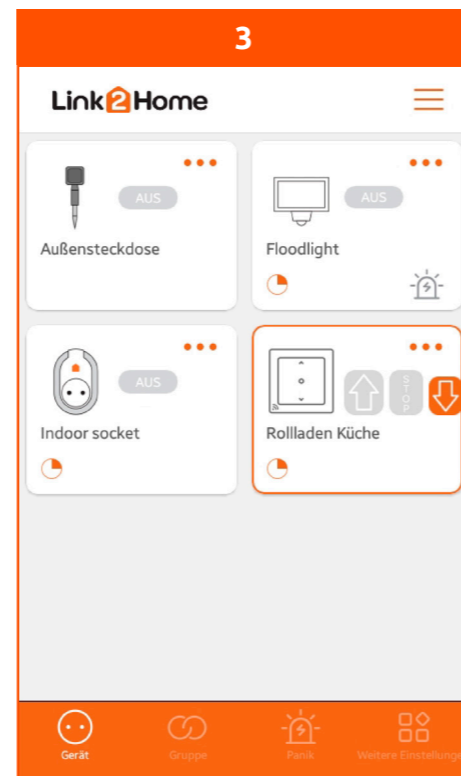 3
Link2Home
AUS
Außensteckdose
AUS
Floodlight
AUS
Indoor socket
STOP
Rollladen Küche
Gerät
Gruppe
Panik
Weitere Einstellunge